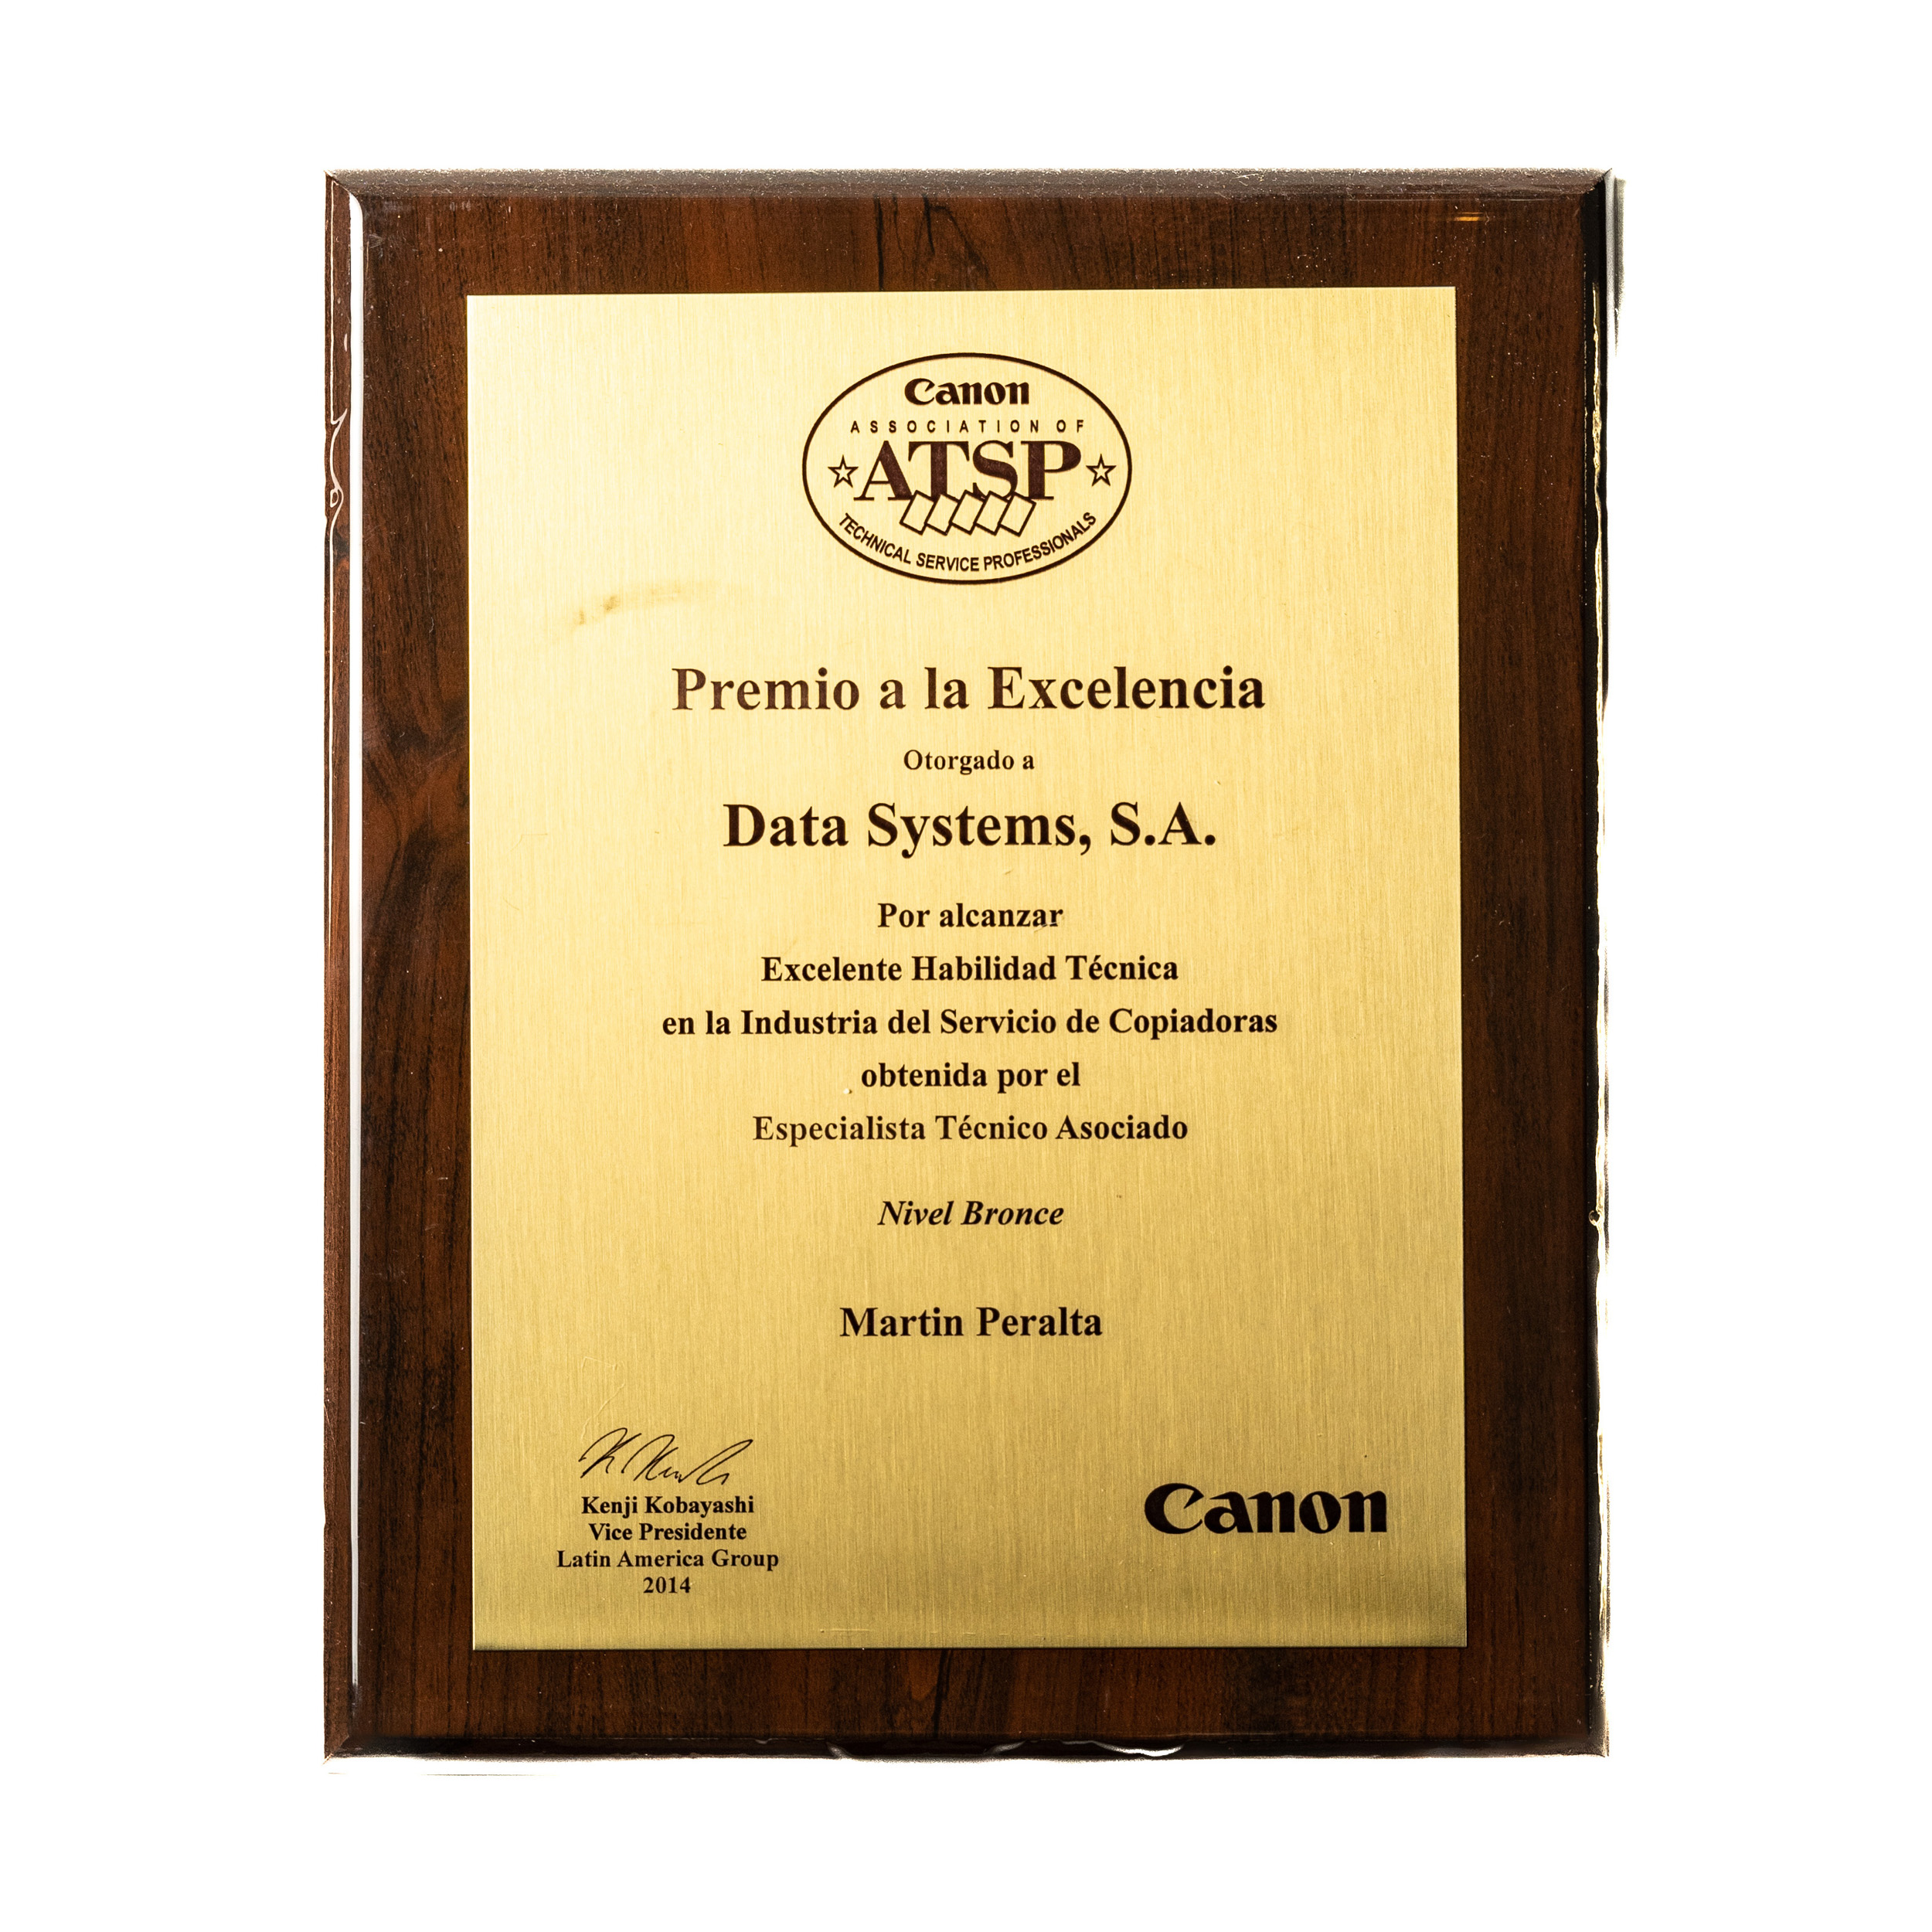 Canon
ASSOCIATION OF
ATSP
TECHNICAL SERVICE PROFESSIONALS
Premio a la Excelencia
Otorgado a
Data Systems, S.A.
Por alcanzar
Excelente Habilidad Técnica
en la Industria del Servicio de Copiadoras
obtenida por el
Especialista Técnico Asociado
Nivel Bronce
Martin Peralta
Kenji Kobayashi
Vice Presidente
Latin America Group
2014
Canon